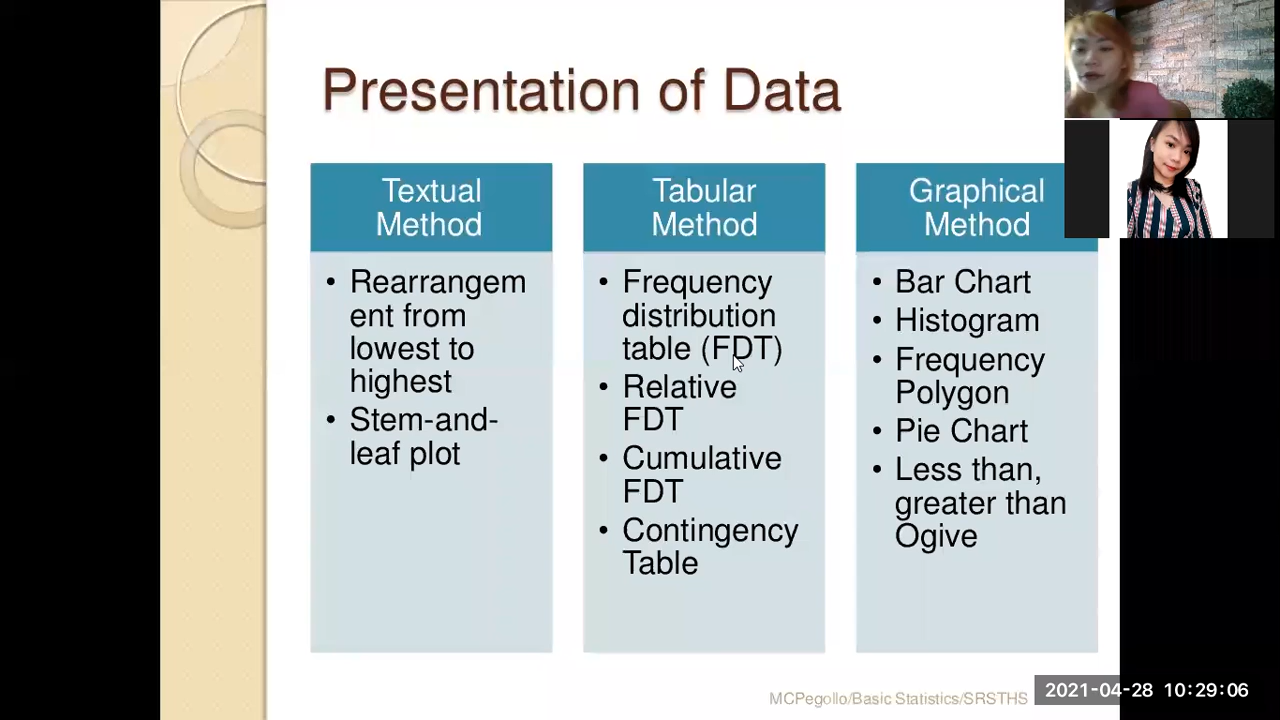 Presentation of Data
Textual
Method
• Rearrangem
ent from
lowest to
highest
• Stem-and-
leaf plot
Tabular
Method
• Frequency
distribution
table (FDT)
• Relative
FDT
• Cumulative
FDT
• Contingency
Table
Graphical
Method
• Bar Chart
• Histogram
• Frequency
Polygon
• Pie Chart
• Less than,
greater than
Ogive
MCPegollo/Basic Statistics/SRSTHS
2021-04-28 10:29:06